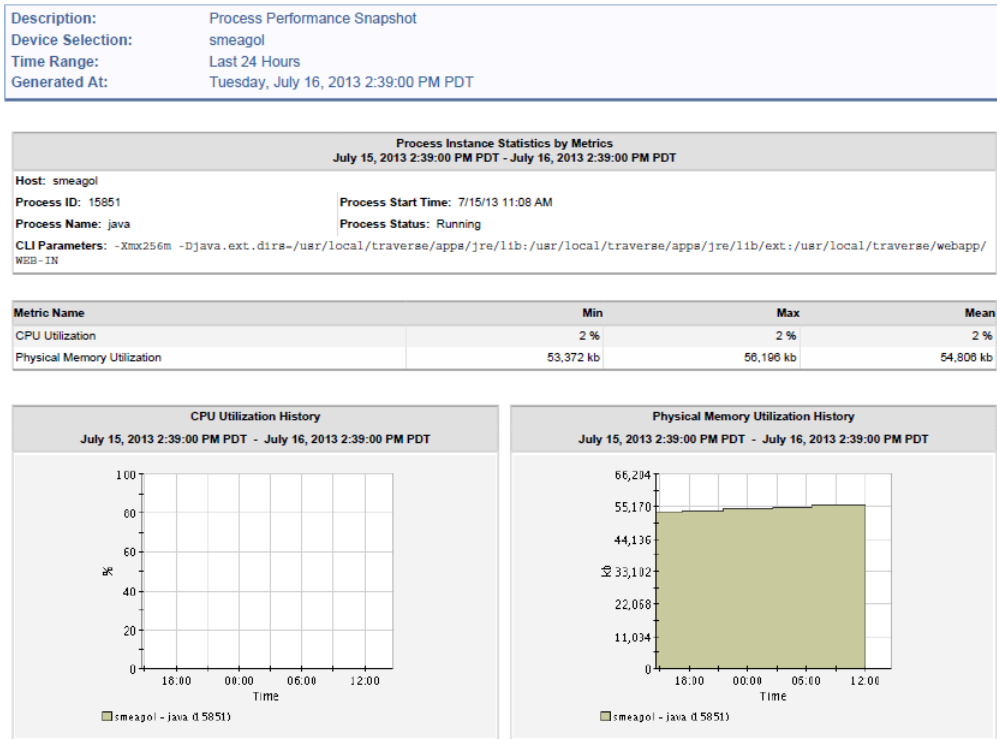 Description: Process Performance Snapshot
Device Selection: smeagol
Time Range: Last 24 Hours
Generated At: Tuesday, July 16, 2013 2:39:00 PM PDT
Process Instance Statistics by Metrics
July 15, 2013 2:39:00 PM PDT - July 16, 2013 2:39:00 PM PDT
Host: smeagol
Process ID: 15851 Process Start Time: 7/15/13 11:08 AM
Process Name: java Process Status: Running
CLI Parameters: -Xmx256m -Djava.ext.dirs=/usr/local/traverse/apps/jre/lib:/usr/local/traverse/apps/jre/lib/ext:/usr/local/traverse/webapp/
WEB-IN
Metric Name Min Max Mean
CPU Utilization 2 % 2 % 2 %
Physical Memory Utilization 53,372 kb 56,196 kb 54,806 kb
CPU Utilization History
July 15, 2013 2:39:00 PM PDT - July 16, 2013 2:39:00 PM PDT
100
80
60
%
40
20
0
18:00 00:00 06:00 12:00
Time
smeagol - java (15851)
Physical Memory Utilization History
July 15, 2013 2:39:00 PM PDT - July 16, 2013 2:39:00 PM PDT
66,204
55,170
44,136
kb
33,102
22,068
11,034
0
18:00 00:00 06:00 12:00
Time
smeagol - java (15851)